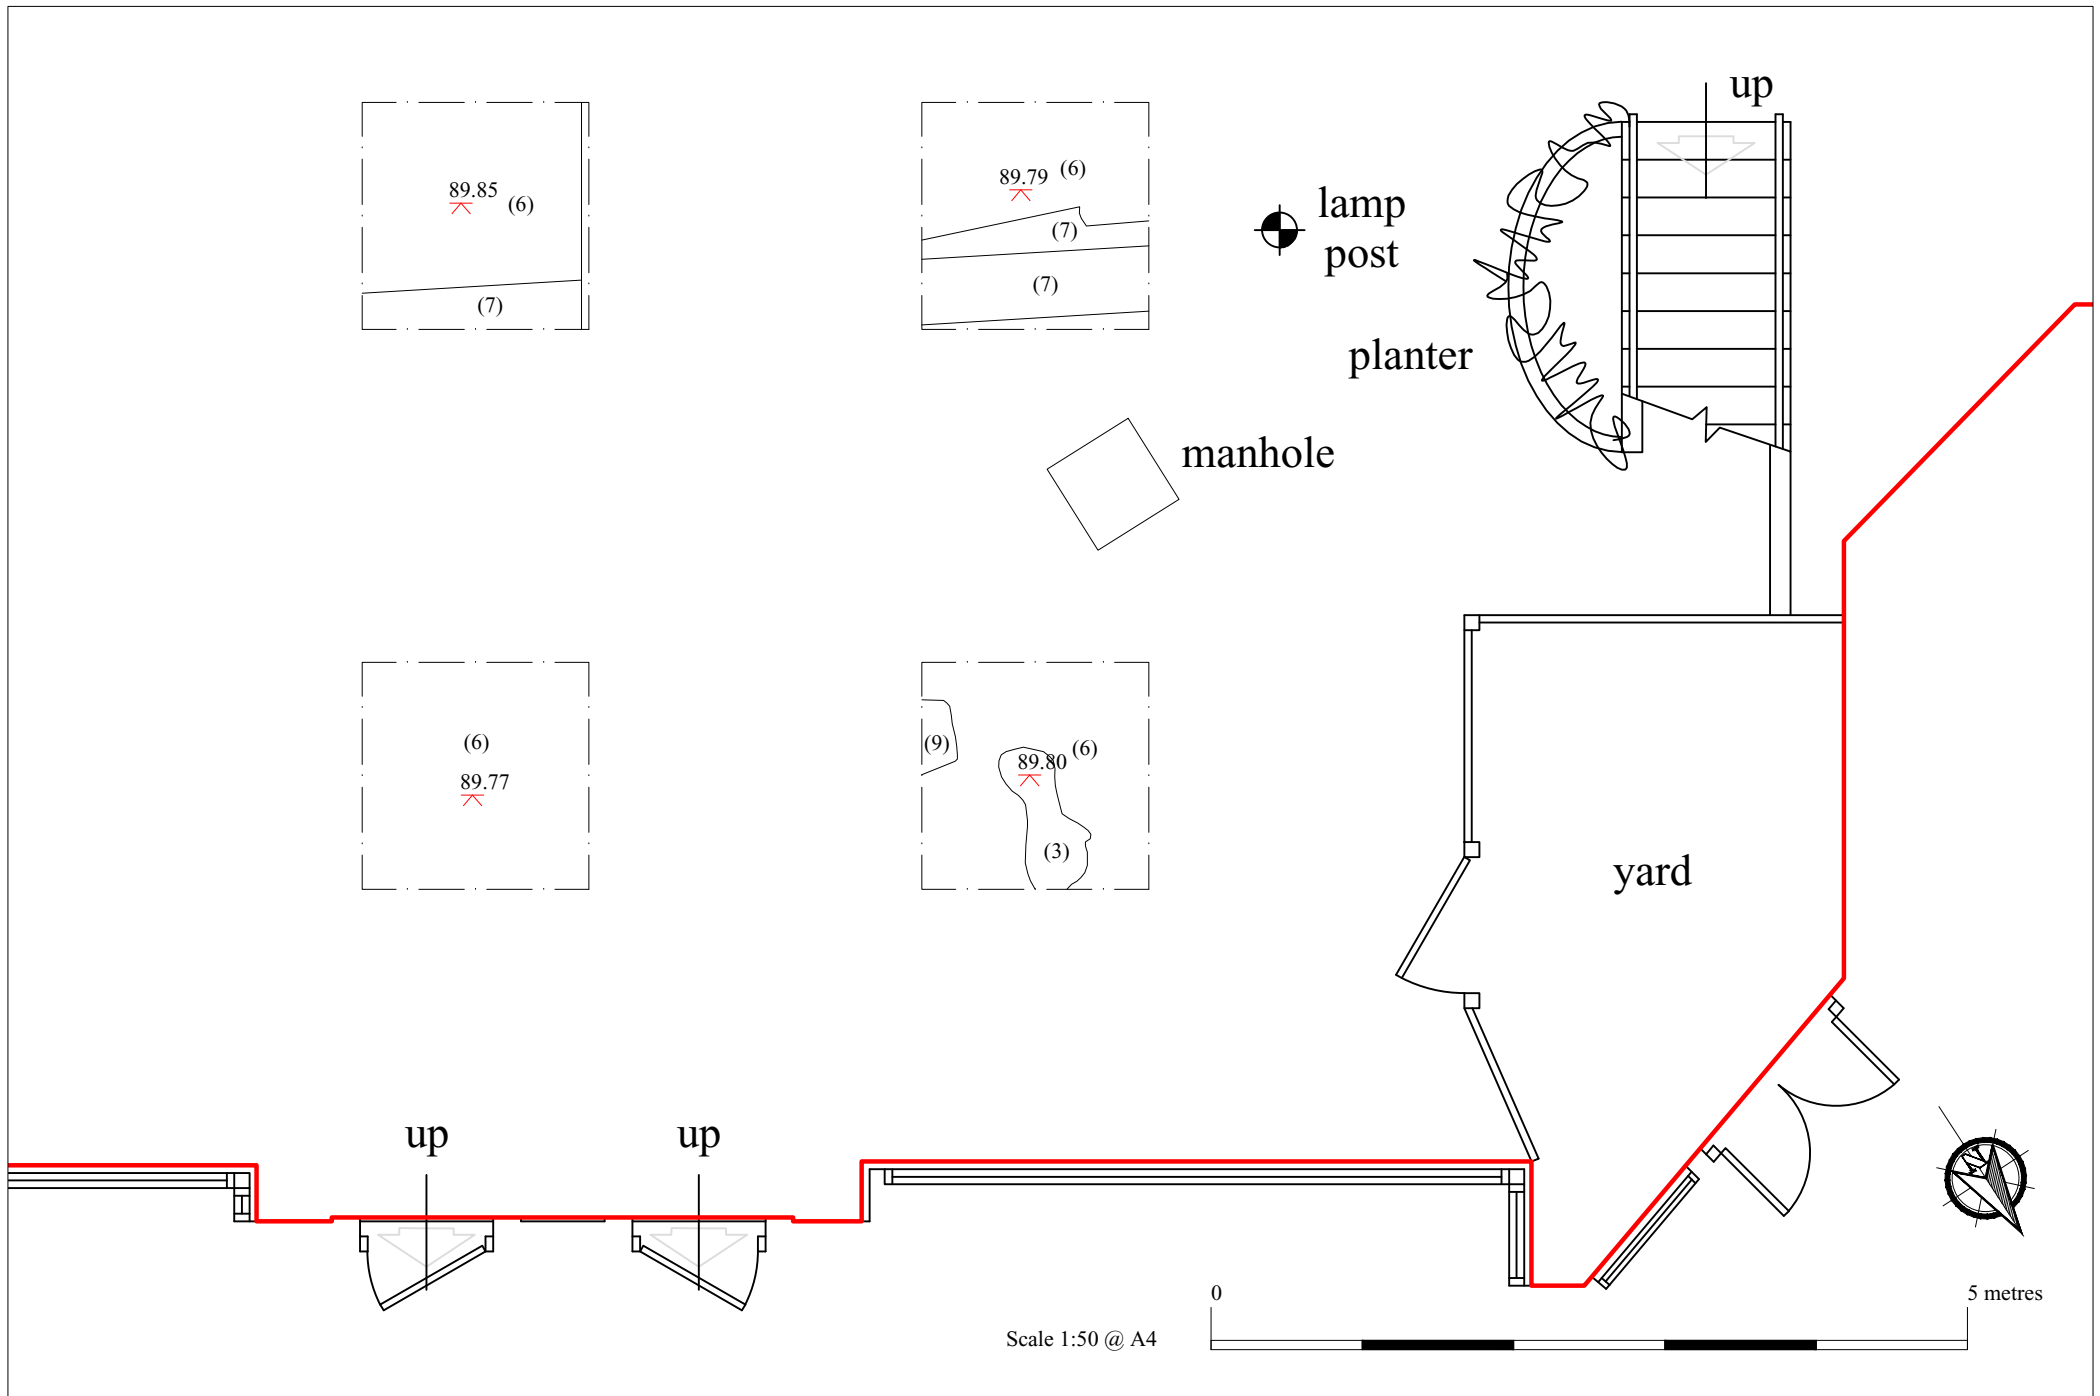 up
89.85
(6)
(7)
89.79
(6)
(7)
(7)
lamp
post
planter
manhole
(6)
89.77
(9)
89.80
(6)
(3)
yard
up
up
N
0
5 metres
Scale 1:50 @ A4